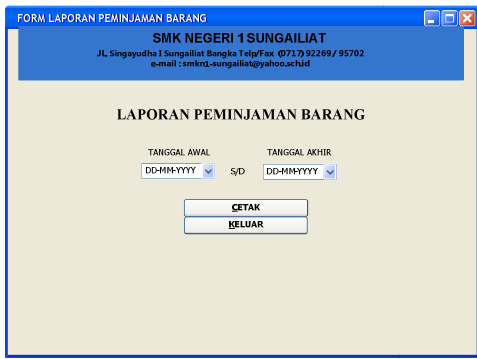 FORM LAPORAN PEMINJAMAN BARANG
SMK NEGERI 1 SUNGAILIAT
JL. Singayudha I Sungailiat Bangka Telp/Fax (0717) 92269 / 95702
e-mail : smkn1-sungailiat@yahoo.sch.id
LAPORAN PEMINJAMAN BARANG
TANGGAL AWAL TANGGAL AKHIR
DD-MM-YYYY S/D DD-MM-YYYY
CETAK
KELUAR